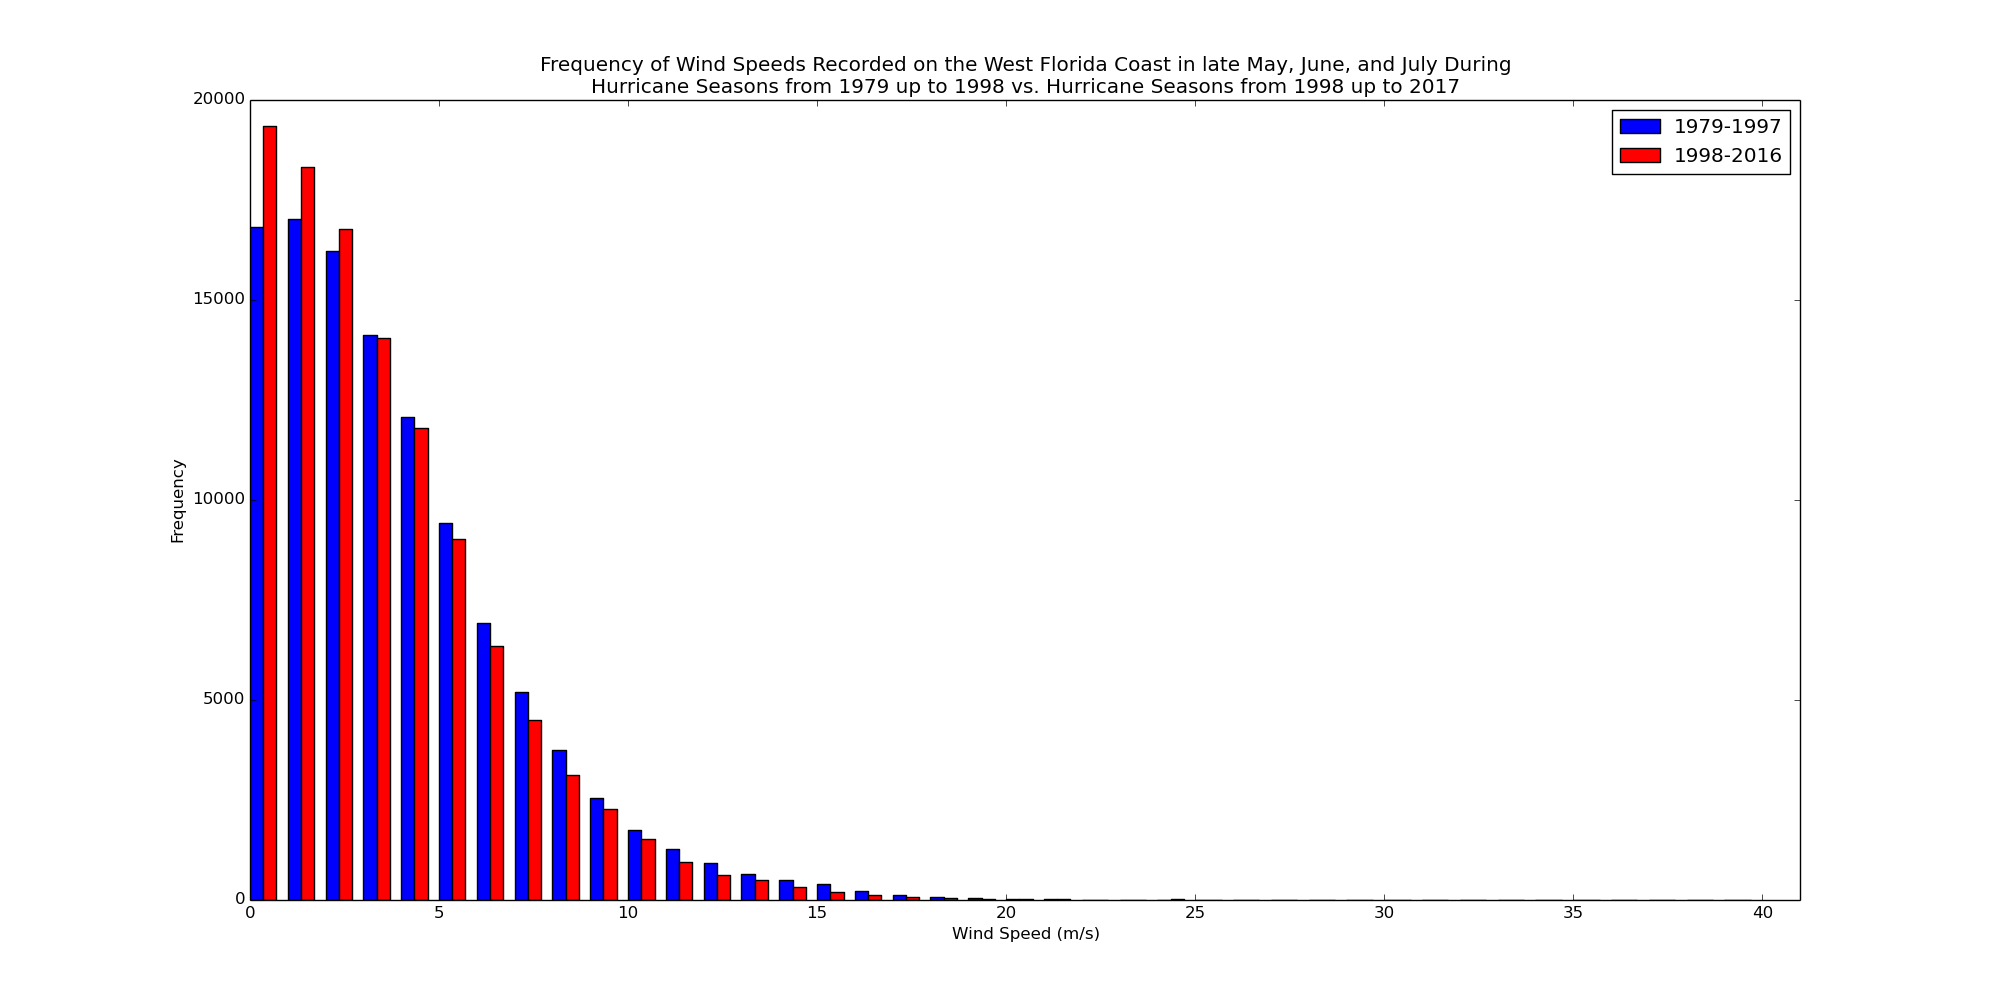 Frequency of Wind Speeds Recorded on the West Florida Coast in late May, June, and July During
Hurricane Seasons from 1979 up to 1998 vs. Hurricane Seasons from 1998 up to 2017
1979-1997
1998-2016
20000
15000
10000
5000
0
Frequency
0 5 10 15 20 25 30 35 40
Wind Speed (m/s)